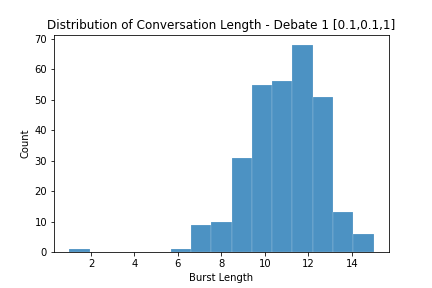 Distribution of Conversation Length - Debate 1 [0.1,0.1,1]
70
60
50
40
30
20
10
0
Count
2 4 6 8 10 12 14
Burst Length